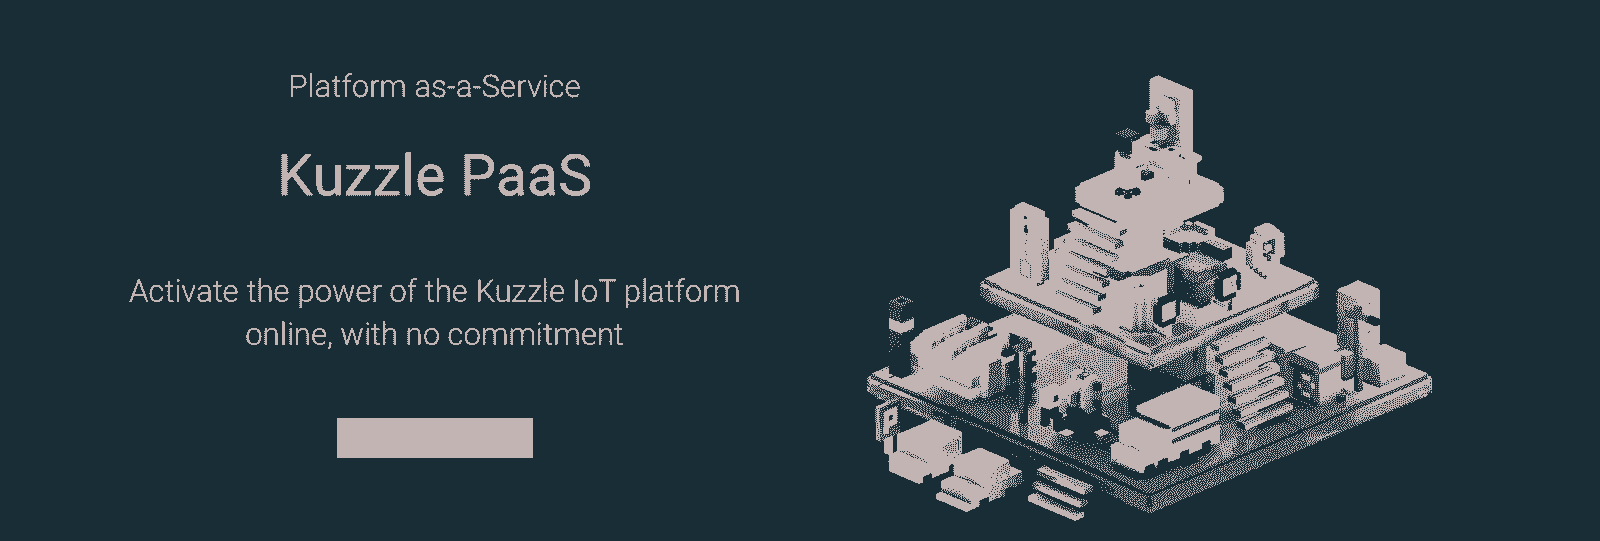 Platform as-a-Service
Kuzzle PaaS
Activate the power of the Kuzzle IoT platform
online, with no commitment